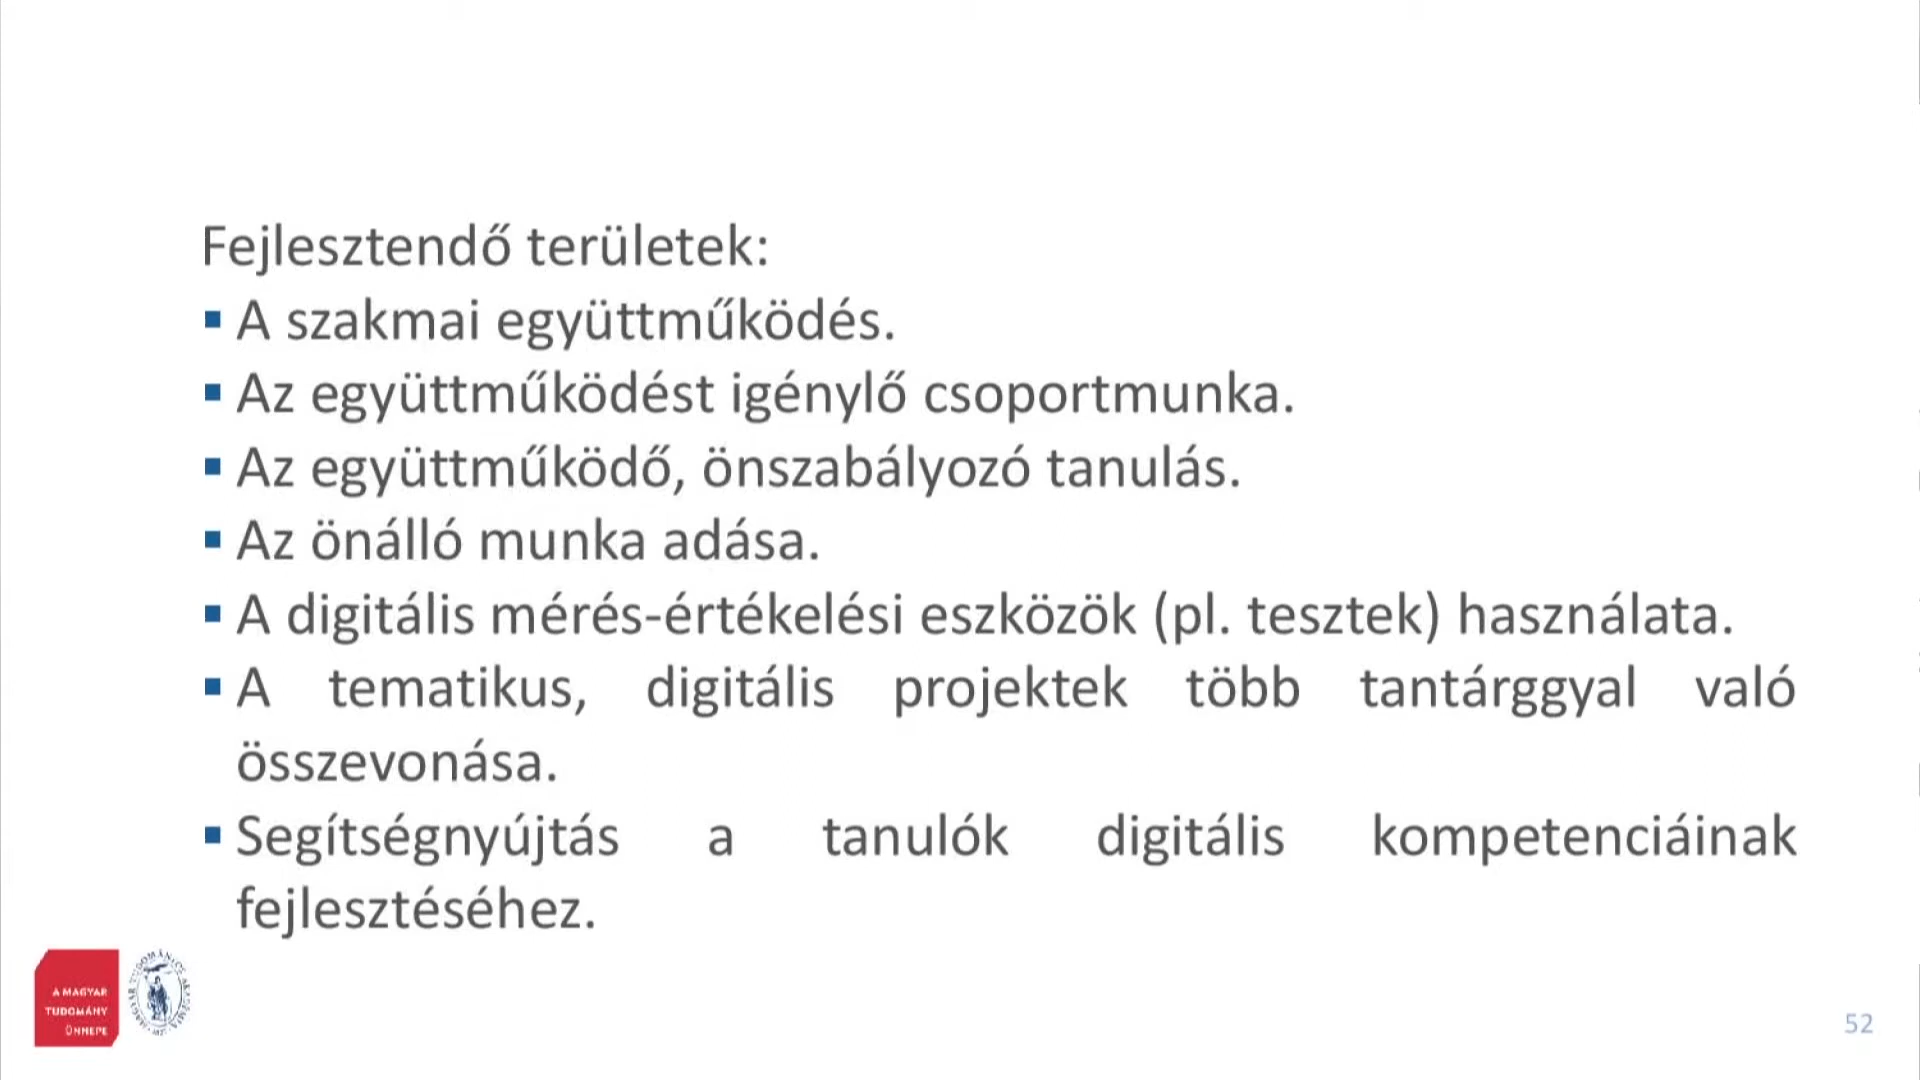 Fejlesztendő területek:
▪ A szakmai együttműködés.
▪ Az együttműködést igénylő csoportmunka.
▪ Az együttműködő, önszabályozó tanulás.
▪ Az önálló munka adása.
▪ A digitális mérés-értékelési eszközök (pl. tesztek) használata.
▪ A tematikus, digitális projektek több tantárggyal való
összevonása.
▪ Segítségnyújtás a tanulók digitális kompetenciáinak
fejlesztéséhez.
A MAGYAR
TUDOMÁNY
ÜNNEPE
52